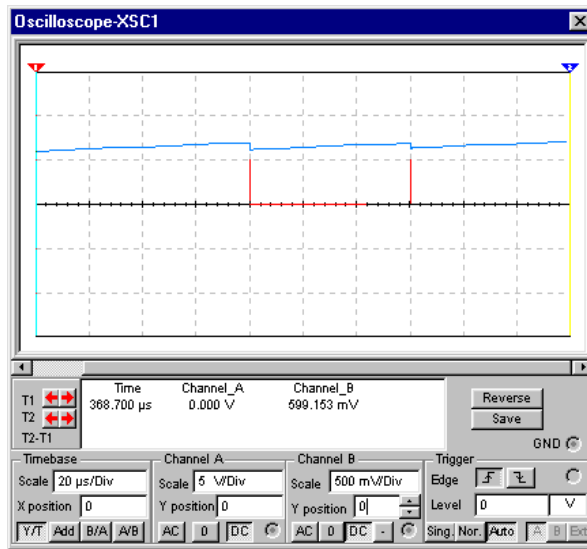 Oscilloscope-XSC1
1 2
Time Channel_A Channel_B
T1 368.700 µs 0.000 V 599.153 mV
T2
T2-T1
Reverse
Save
GND
Timebase Channel A Channel B Trigger
Scale 20 µs/Div Scale 5 V/Div Scale 500 mV/Div Edge
X position 0 Y position 0 Y position 0 Level 0 V
Y/T Add B/A A/B AC 0 DC AC 0 DC - Sing. Nor. Auto A B Ext